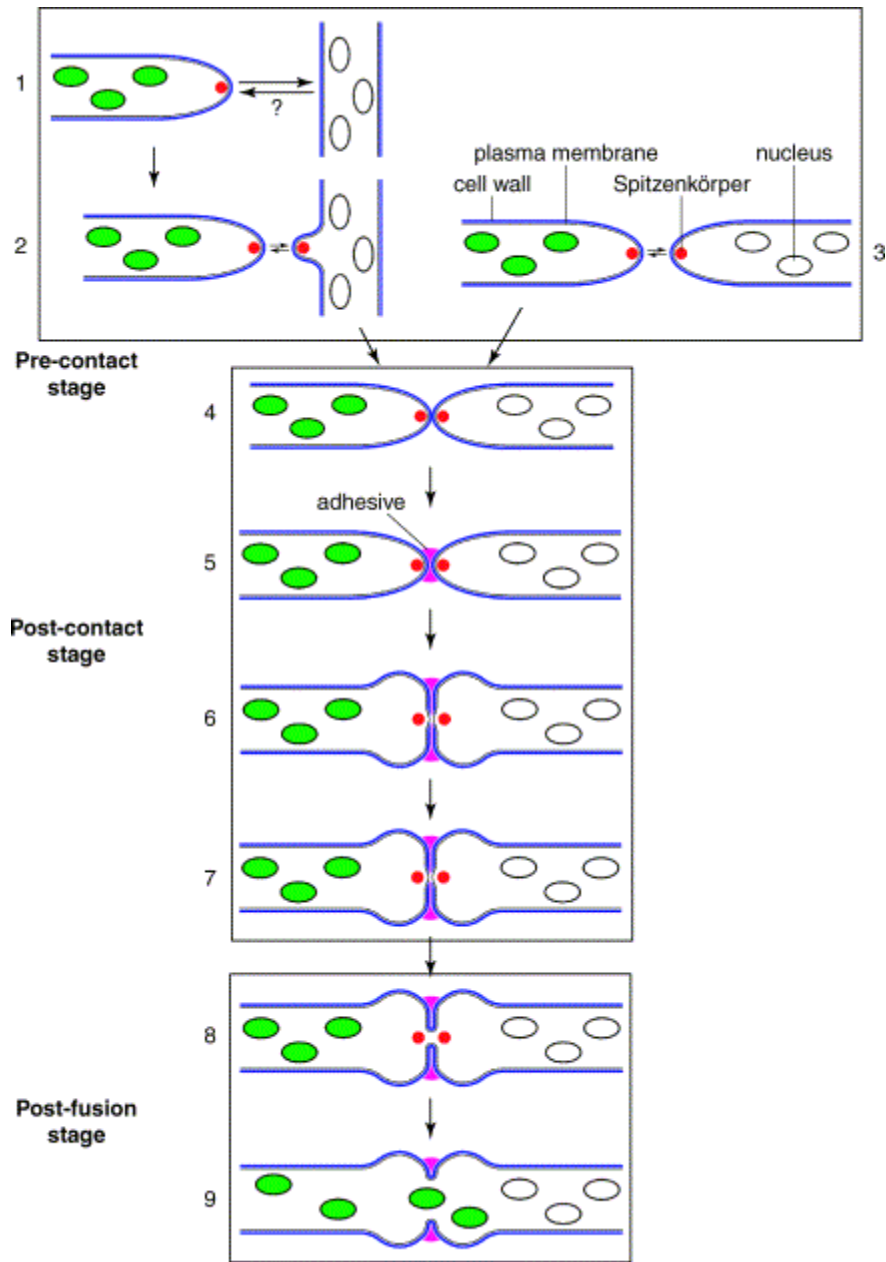 1
?
plasma membrane
nucleus
cell wall
Spitzenkörper
2
3
Pre-contact
stage
4
adhesive
5
Post-contact
stage
6
7
8
Post-fusion
stage
9